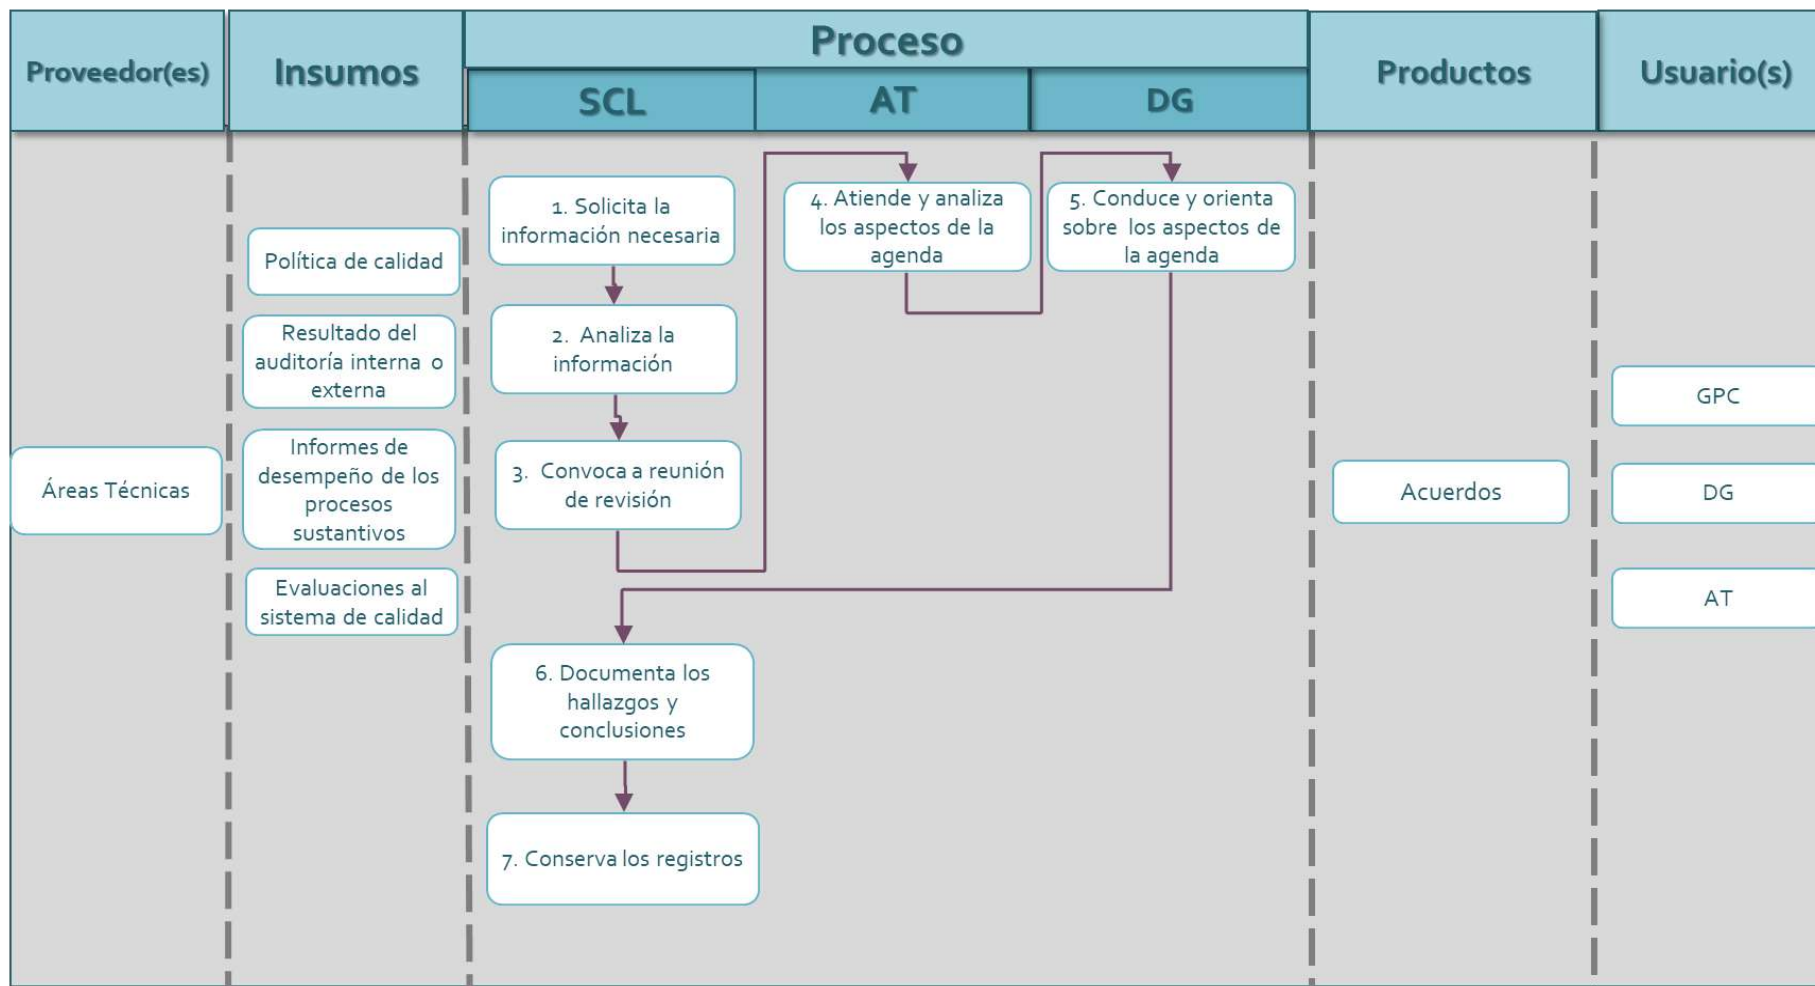 Proveedor(es)
Insumos
Proceso
SCL
AT
DG
Productos
Usuario(s)
Áreas Técnicas
Política de calidad
Resultado del
auditoría interna o
externa
Informes de
desempeño de los
procesos
sustantivos
Evaluaciones al
sistema de calidad
1. Solicita la
información necesaria
2. Analiza la
información
3. Convoca a reunión
de revisión
4. Atiende y analiza
los aspectos de la
agenda
5. Conduce y orienta
sobre los aspectos de
la agenda
6. Documenta los
hallazgos y
conclusiones
7. Conserva los registros
Acuerdos
GPC
DG
AT